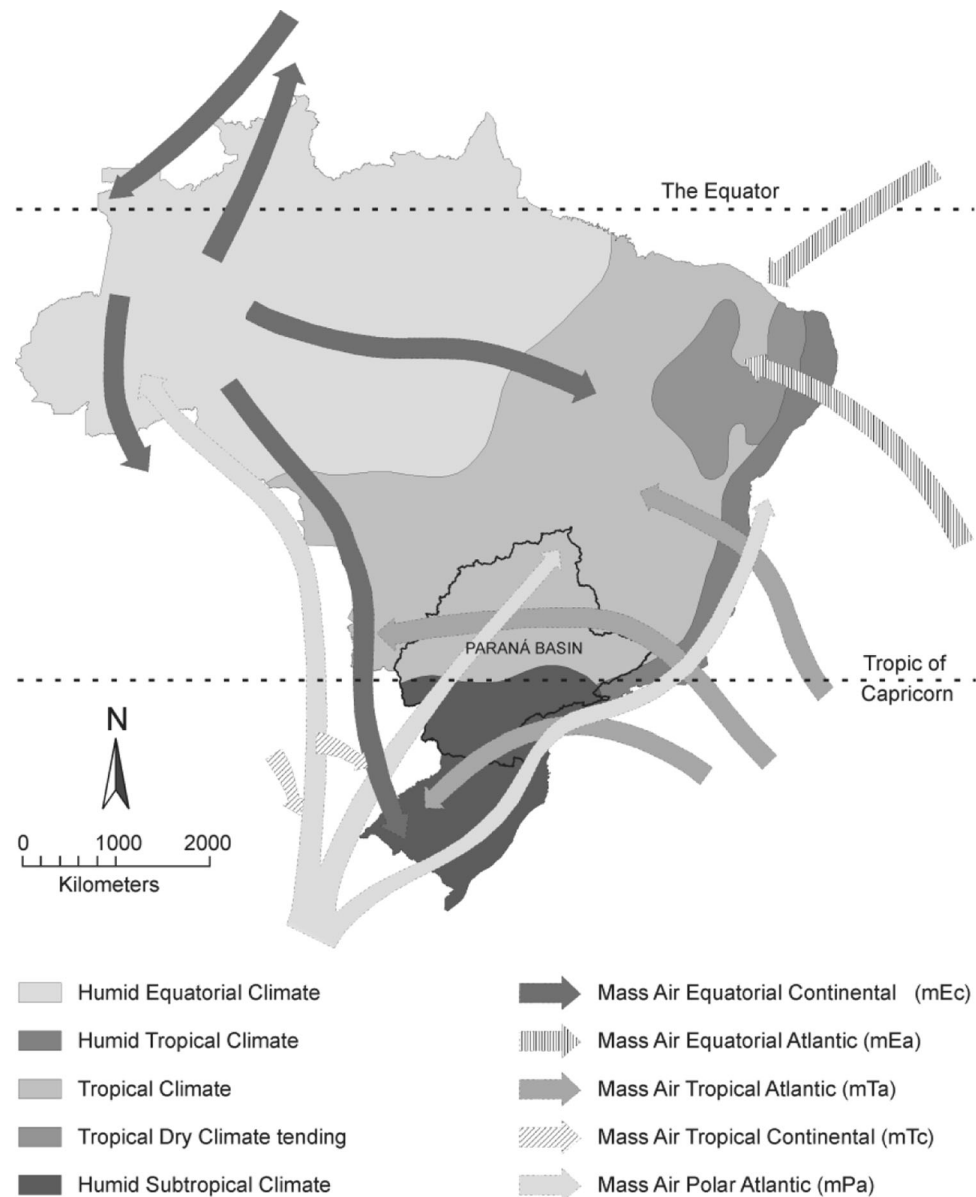 The Equator
PARANÁ BASIN
Tropic of
Capricorn
N
0 1000 2000
Kilometers
Humid Equatorial Climate
Humid Tropical Climate
Tropical Climate
Tropical Dry Climate tending
Humid Subtropical Climate
Mass Air Equatorial Continental (mEc)
Mass Air Equatorial Atlantic (mEa)
Mass Air Tropical Atlantic (mTa)
Mass Air Tropical Continental (mTc)
Mass Air Polar Atlantic (mPa)